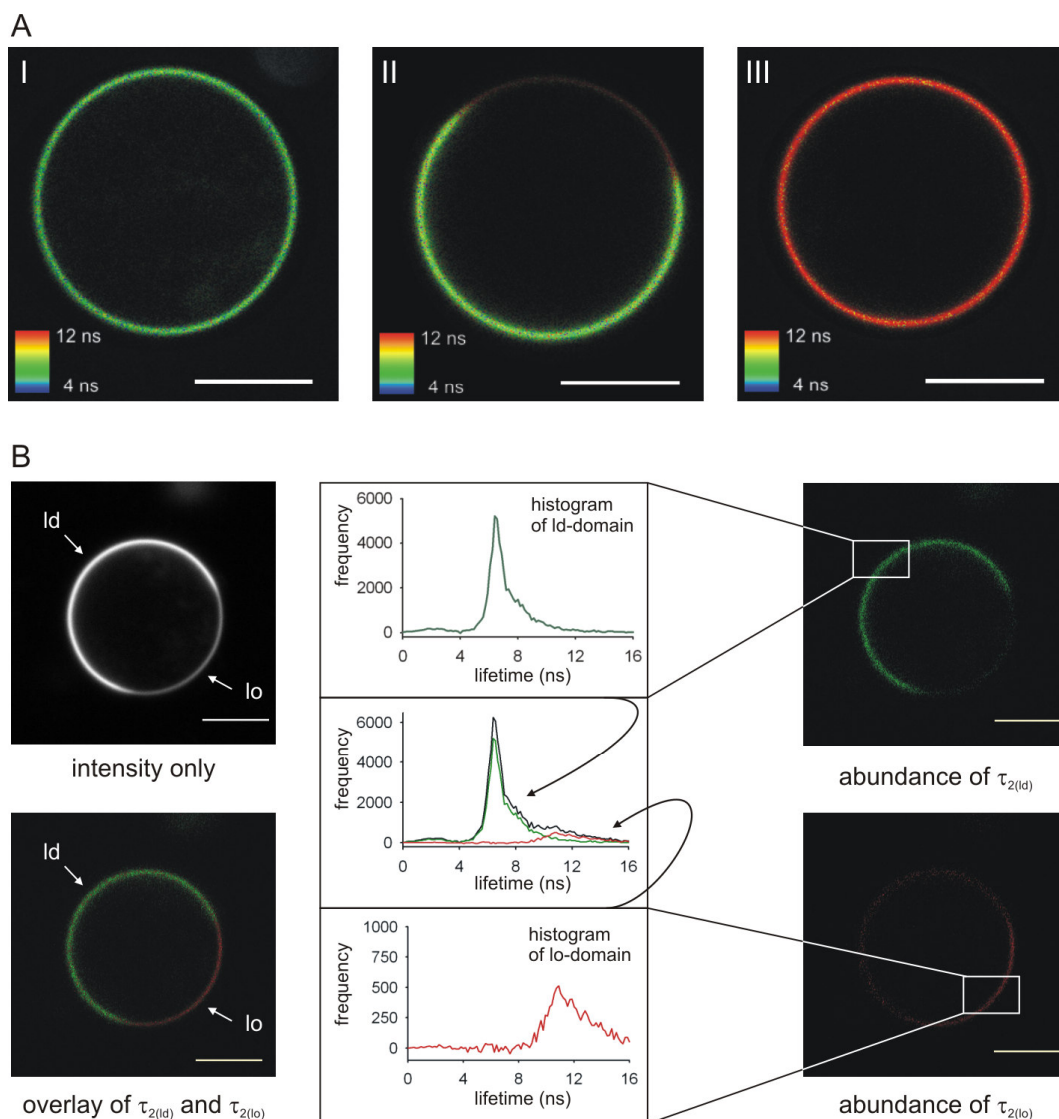 A
I
II
III
12 ns
4 ns
12 ns
4 ns
12 ns
4 ns
B
ld
lo
intensity only
ld
lo
overlay of τ2(ld) and τ2(lo)
6000
4000
2000
0
frequency
histogram
of ld-domain
0 4 8 12 16
lifetime (ns)
6000
4000
2000
0
frequency
0 4 8 12 16
lifetime (ns)
1000
750
500
250
0
frequency
histogram
of lo-domain
0 4 8 12 16
lifetime (ns)
abundance of τ2(ld)
abundance of τ2(lo)